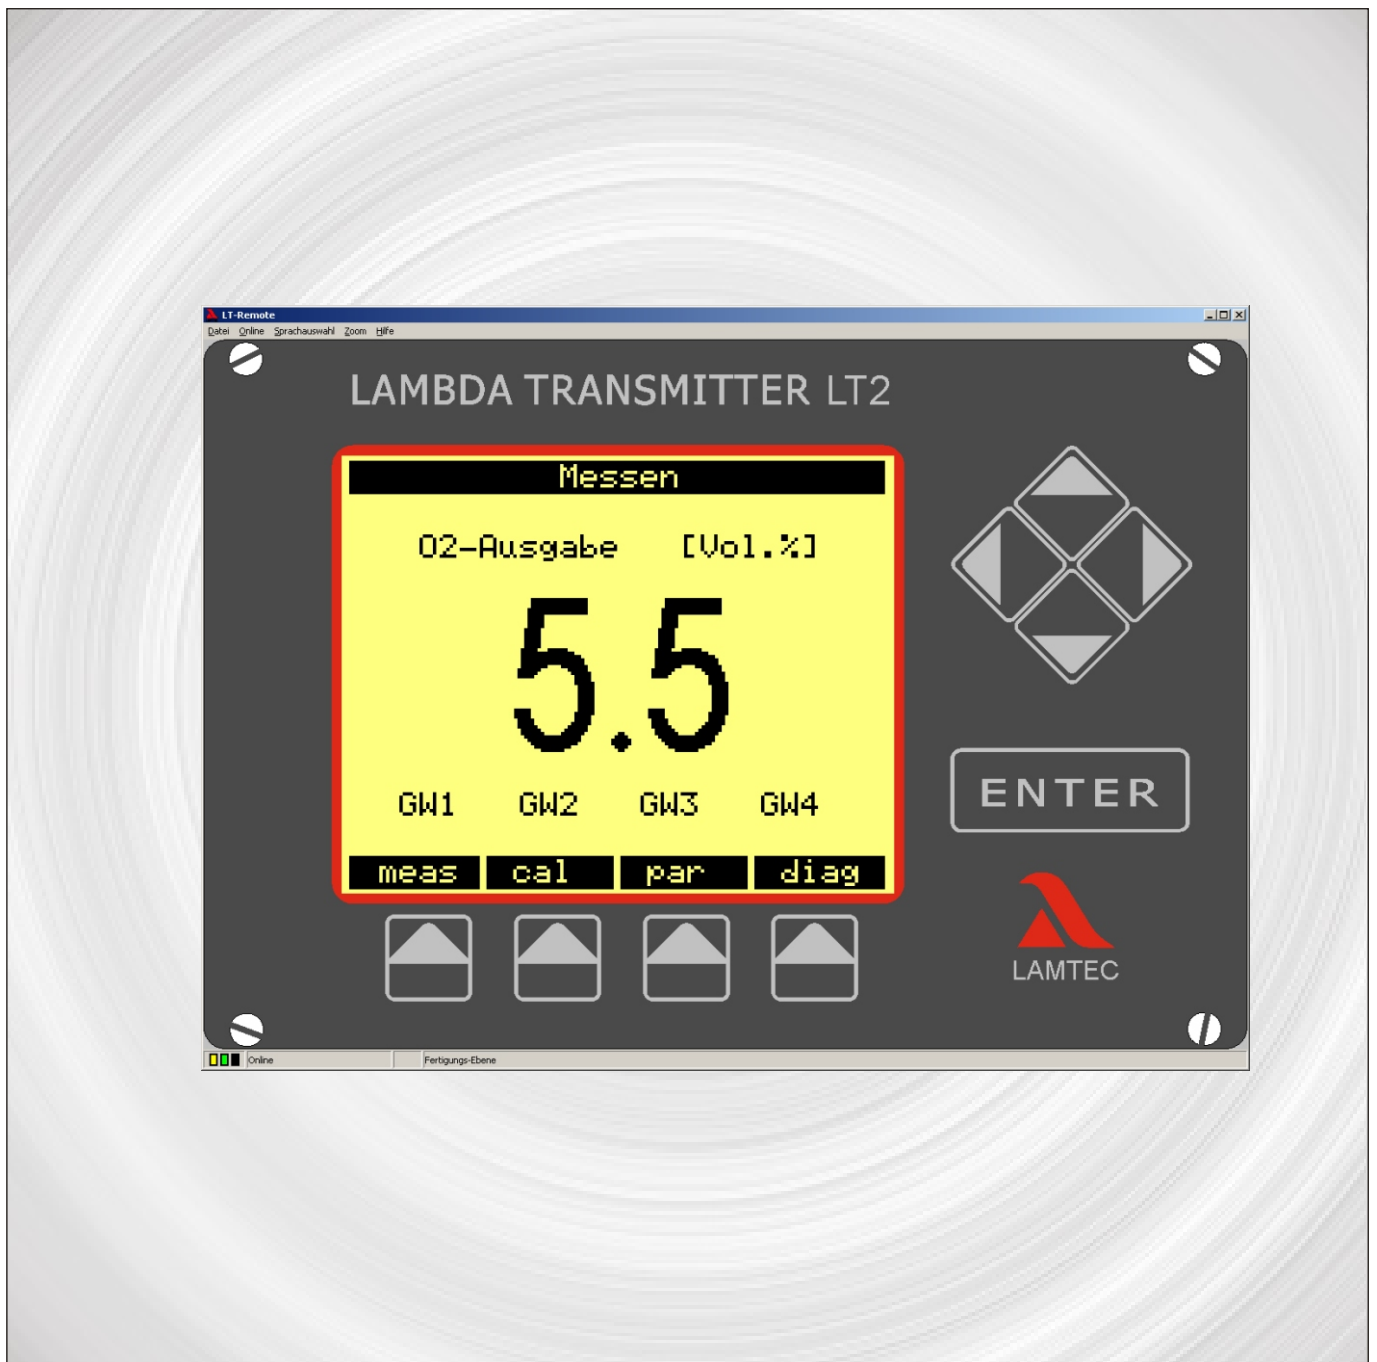 LT-Remote
Datei Online Sprachauswahl Zoom Hilfe
LAMBDA TRANSMITTER LT2
Messen
O2-Ausgabe [Vol.%]
5.5
GW1 GW2 GW3 GW4
meas cal par diag
ENTER
LAMTEC
Online Fertigungs-Ebene